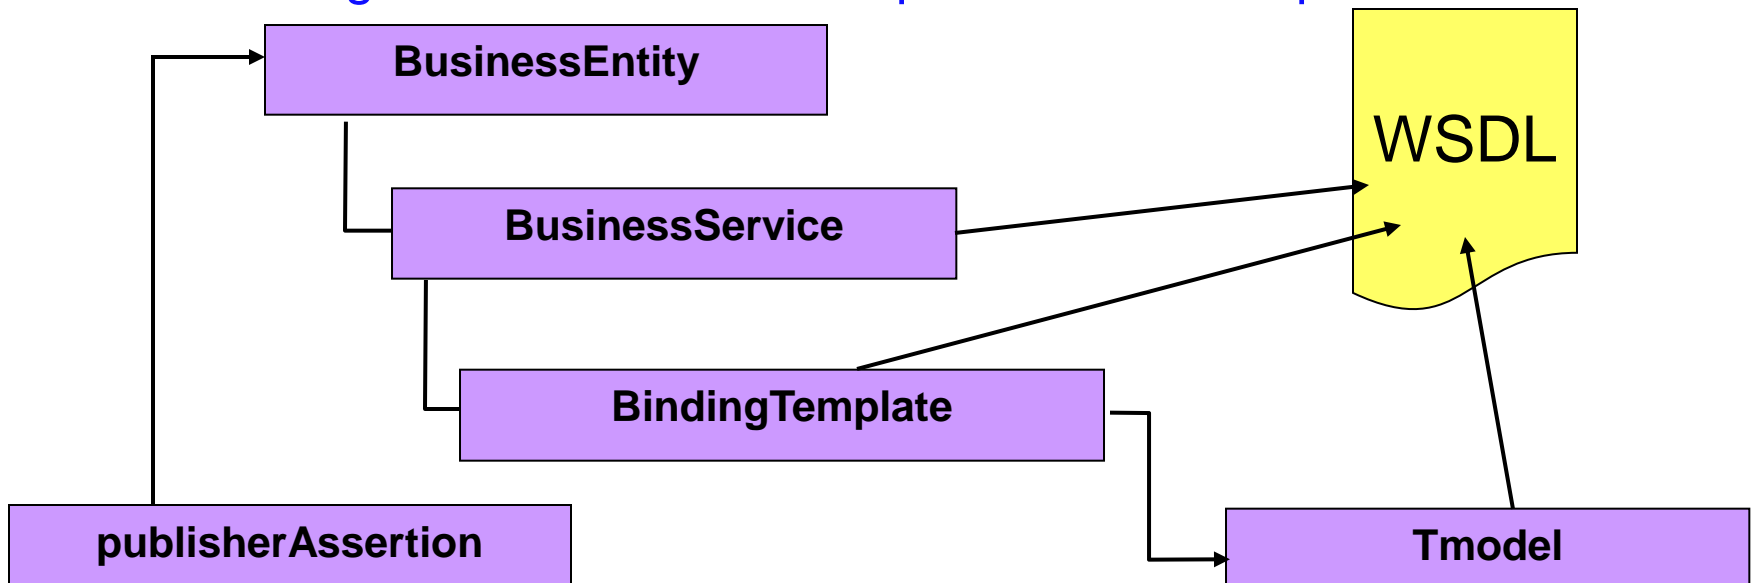 BusinessEntity
WSDL
BusinessService
BindingTemplate
publisherAssertion
Tmodel